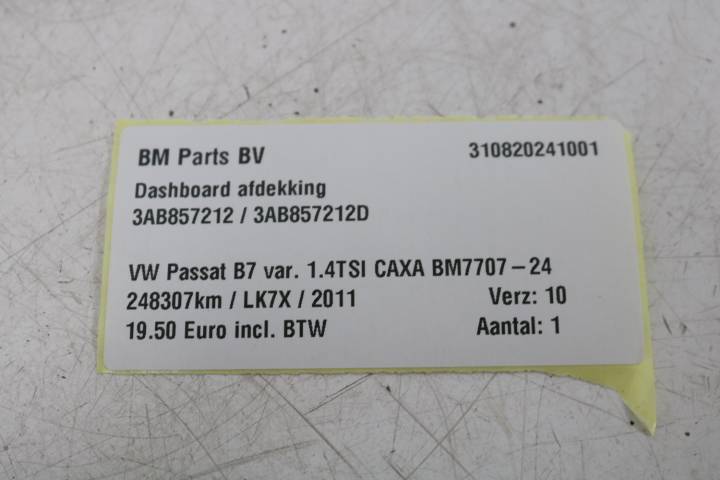 BM Parts BV 310820241001
Dashboard afdekking
3AB857212 / 3AB857212D
VW Passat B7 var. 1.4TSI CAXA BM7707-24
248307km / LK7X / 2011 Verz: 10
19.50 Euro incl. BTW Aantal: 1